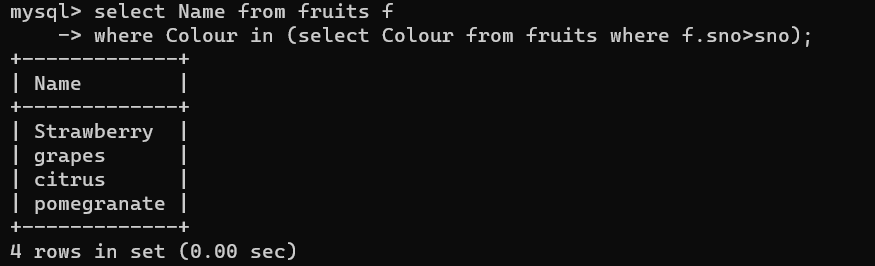 mysql> select Name from fruits f
    -> where Colour in (select Colour from fruits where f.sno>sno);
+-------------+
| Name        |
+-------------+
| Strawberry  |
| grapes      |
| citrus      |
| pomegranate |
+-------------+
4 rows in set (0.00 sec)